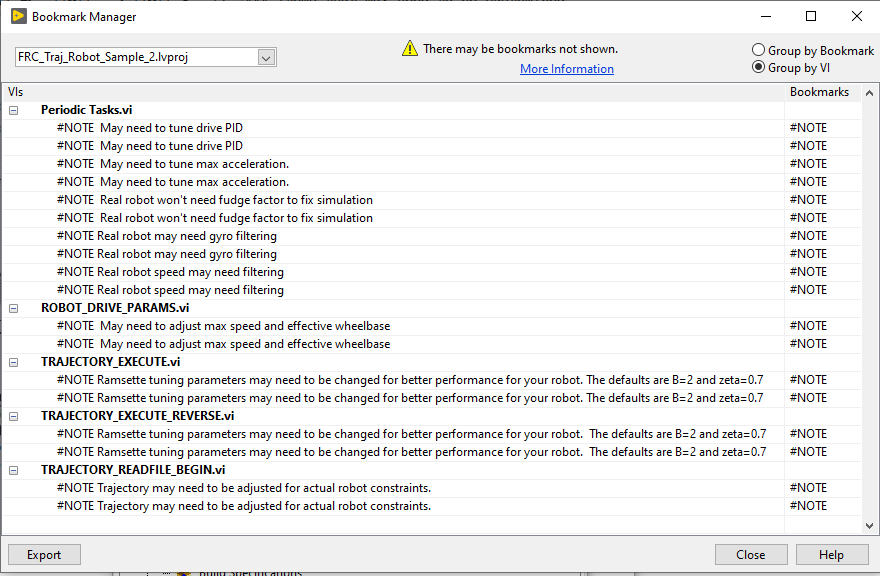 Bookmark Manager
FRC_Traj_Robot_Sample_2.lvproj
There may be bookmarks not shown.
More Information
Group by Bookmark
Group by VI
VIs Bookmarks
Periodic Tasks.vi
#NOTE  May need to tune drive PID #NOTE
#NOTE  May need to tune drive PID #NOTE
#NOTE  May need to tune max acceleration. #NOTE
#NOTE  May need to tune max acceleration. #NOTE
#NOTE  Real robot won't need fudge factor to fix simulation #NOTE
#NOTE  Real robot won't need fudge factor to fix simulation #NOTE
#NOTE Real robot may need gyro filtering #NOTE
#NOTE Real robot may need gyro filtering #NOTE
#NOTE Real robot speed may need filtering #NOTE
#NOTE Real robot speed may need filtering #NOTE
ROBOT_DRIVE_PARAMS.vi
#NOTE  May need to adjust max speed and effective wheelbase #NOTE
#NOTE  May need to adjust max speed and effective wheelbase #NOTE
TRAJECTORY_EXECUTE.vi
#NOTE Ramsette tuning parameters may need to be changed for better performance for your robot. The defaults are B=2 and zeta=0.7 #NOTE
#NOTE Ramsette tuning parameters may need to be changed for better performance for your robot. The defaults are B=2 and zeta=0.7 #NOTE
TRAJECTORY_EXECUTE_REVERSE.vi
#NOTE Ramsette tuning parameters may need to be changed for better performance for your robot.  The defaults are B=2 and zeta=0.7 #NOTE
#NOTE Ramsette tuning parameters may need to be changed for better performance for your robot.  The defaults are B=2 and zeta=0.7 #NOTE
TRAJECTORY_READFILE_BEGIN.vi
#NOTE Trajectory may need to be adjusted for actual robot constraints. #NOTE
#NOTE Trajectory may need to be adjusted for actual robot constraints. #NOTE
Export Close Help
Build Specifications